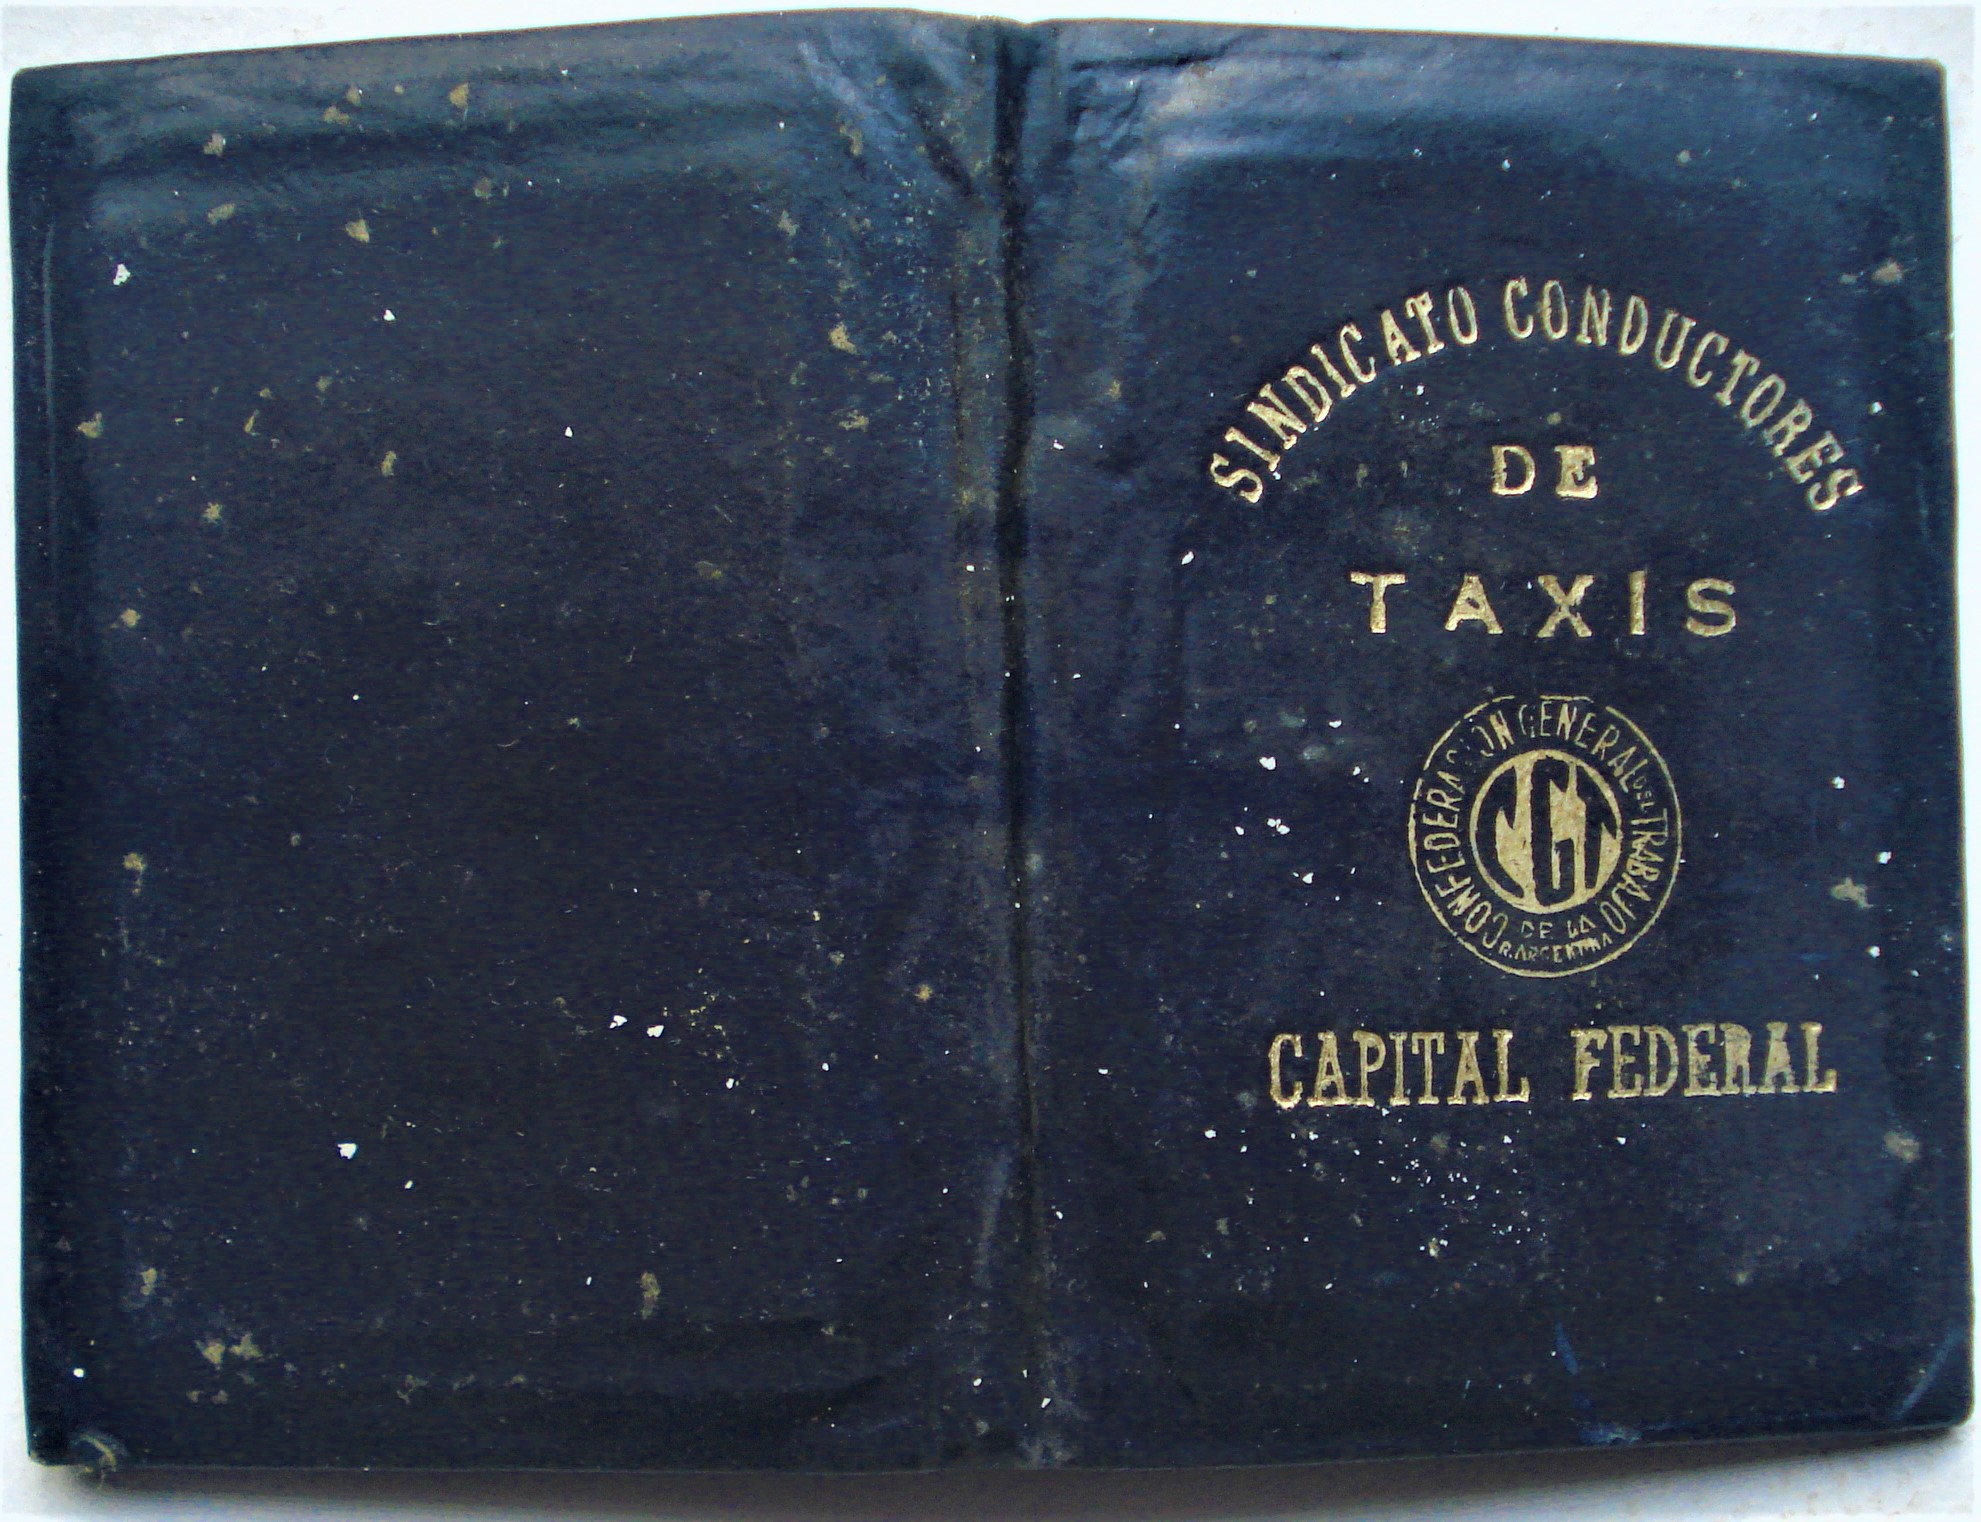 SINDICATO CONDUCTORES
DE
TAXIS
CONFEDERACION GENERAL DEL TRABAJO
CGT
DE LA
R. ARGENTINA
CAPITAL FEDERAL